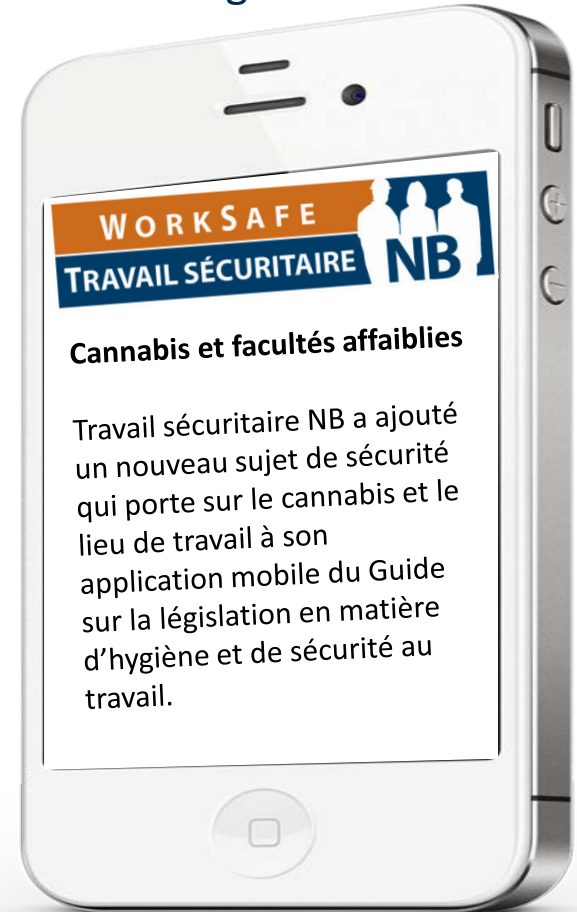 WORKSAFE
TRAVAIL SÉCURITAIRE NB
Cannabis et facultés affaiblies
Travail sécuritaire NB a ajouté
un nouveau sujet de sécurité
qui porte sur le cannabis et le
lieu de travail à son
application mobile du Guide
sur la législation en matière
d’hygiène et de sécurité au
travail.